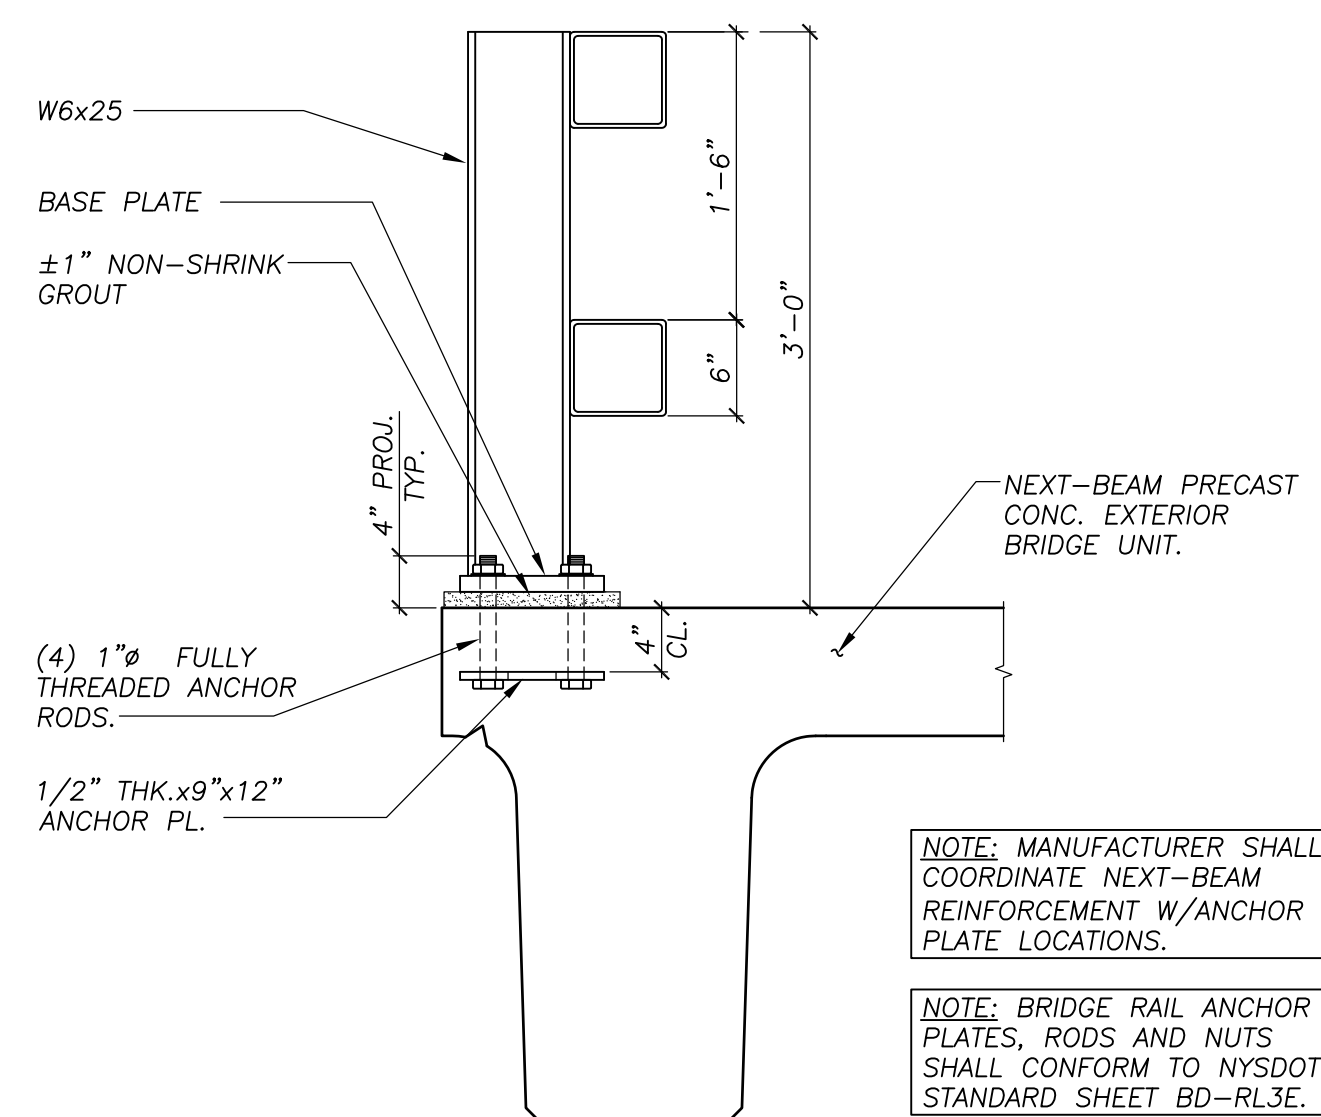 W6x25
BASE PLATE
±1" NON-SHRINK
GROUT
4" PROJ.
TYP.
(4) 1"ø FULLY
THREADED ANCHOR
RODS.
1/2" THK.x9"x12"
ANCHOR PL.
1'-6"
6"
3'-0"
4"
CL.
NEXT-BEAM PRECAST
CONC. EXTERIOR
BRIDGE UNIT.
NOTE: MANUFACTURER SHALL
COORDINATE NEXT-BEAM
REINFORCEMENT W/ANCHOR
PLATE LOCATIONS.
NOTE: BRIDGE RAIL ANCHOR
PLATES, RODS AND NUTS
SHALL CONFORM TO NYSDOT
STANDARD SHEET BD-RL3E.